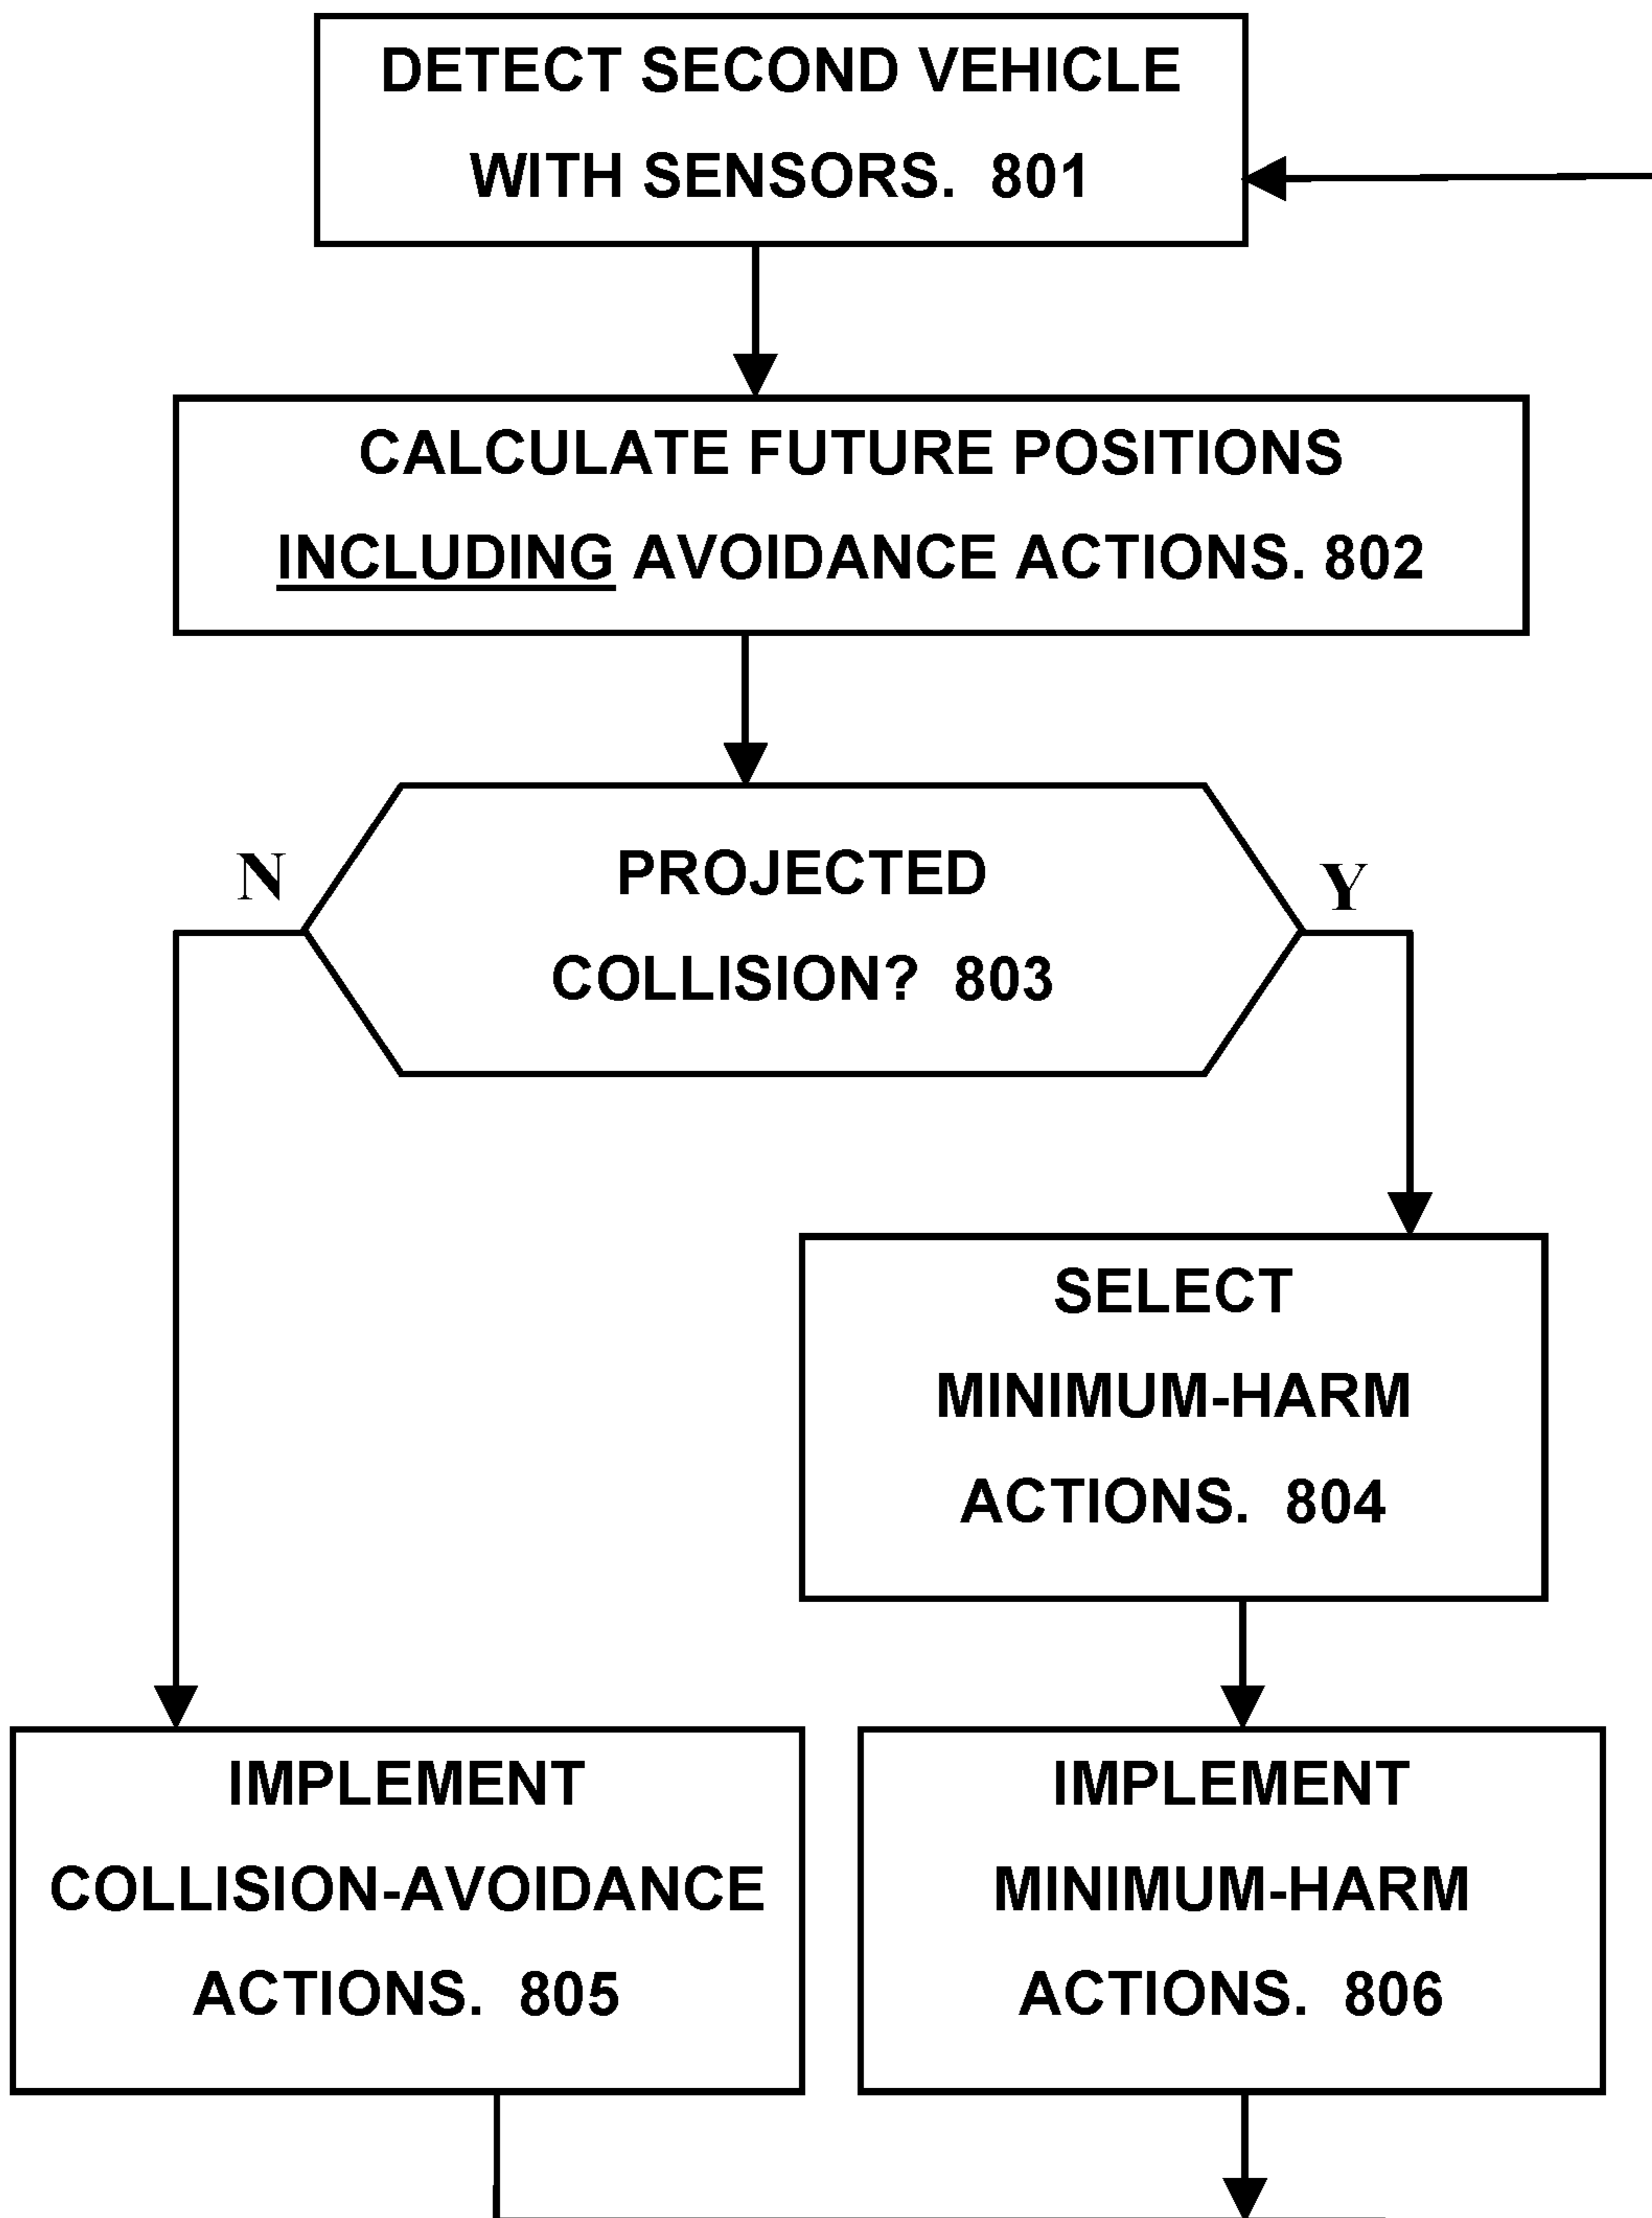 DETECT SECOND VEHICLE
WITH SENSORS. 801
CALCULATE FUTURE POSITIONS
INCLUDING AVOIDANCE ACTIONS. 802
N
PROJECTED
COLLISION? 803
Y
SELECT
MINIMUM-HARM
ACTIONS. 804
IMPLEMENT
COLLISION-AVOIDANCE
ACTIONS. 805
IMPLEMENT
MINIMUM-HARM
ACTIONS. 806